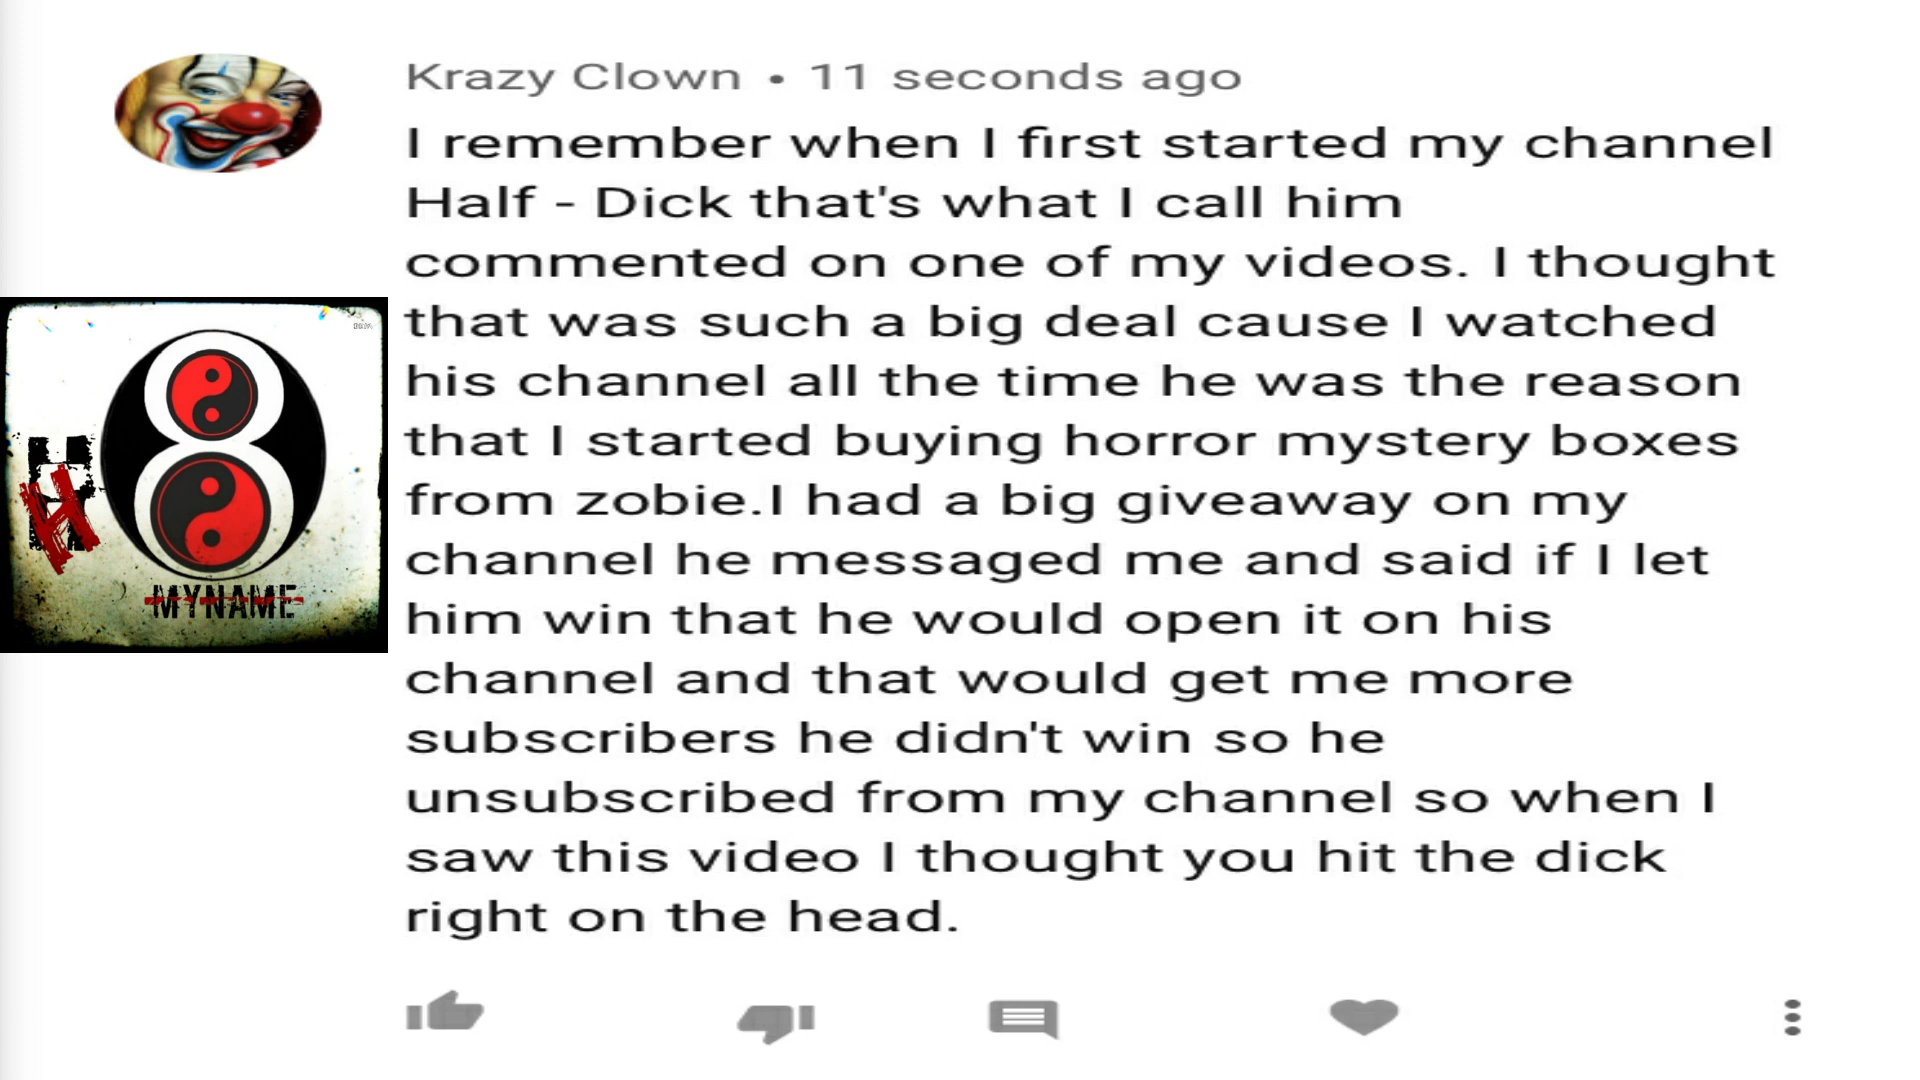 Krazy Clown • 11 seconds ago
I remember when I first started my channel
Half - Dick that's what I call him
commented on one of my videos. I thought
that was such a big deal cause I watched
his channel all the time he was the reason
that I started buying horror mystery boxes
from zobie.I had a big giveaway on my
channel he messaged me and said if I let
him win that he would open it on his
channel and that would get me more
subscribers he didn't win so he
unsubscribed from my channel so when I
saw this video I thought you hit the dick
right on the head.
H
H
8
MYNAME